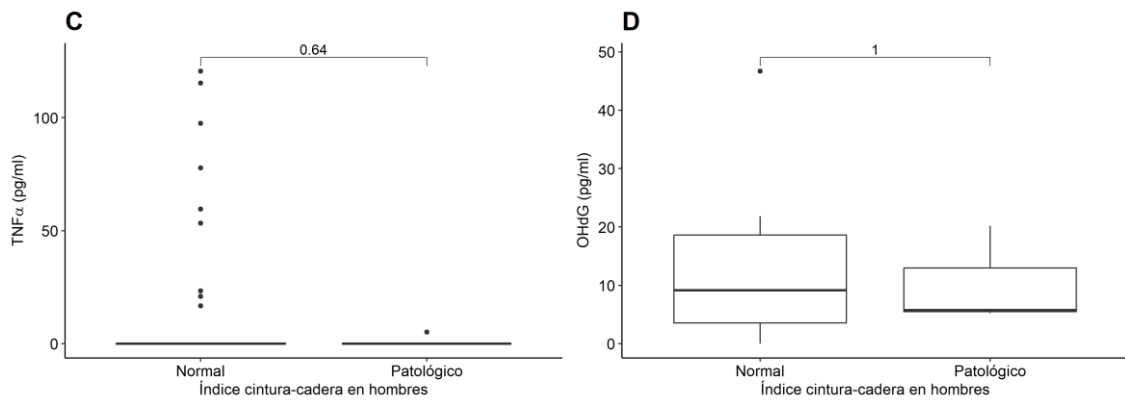 C
0.64
100
50
0
TNFα (pg/ml)
Normal
Patológico
Índice cintura-cadera en hombres
D
1
50
40
30
20
10
0
OHdG (pg/ml)
Normal
Patológico
Índice cintura-cadera en hombres